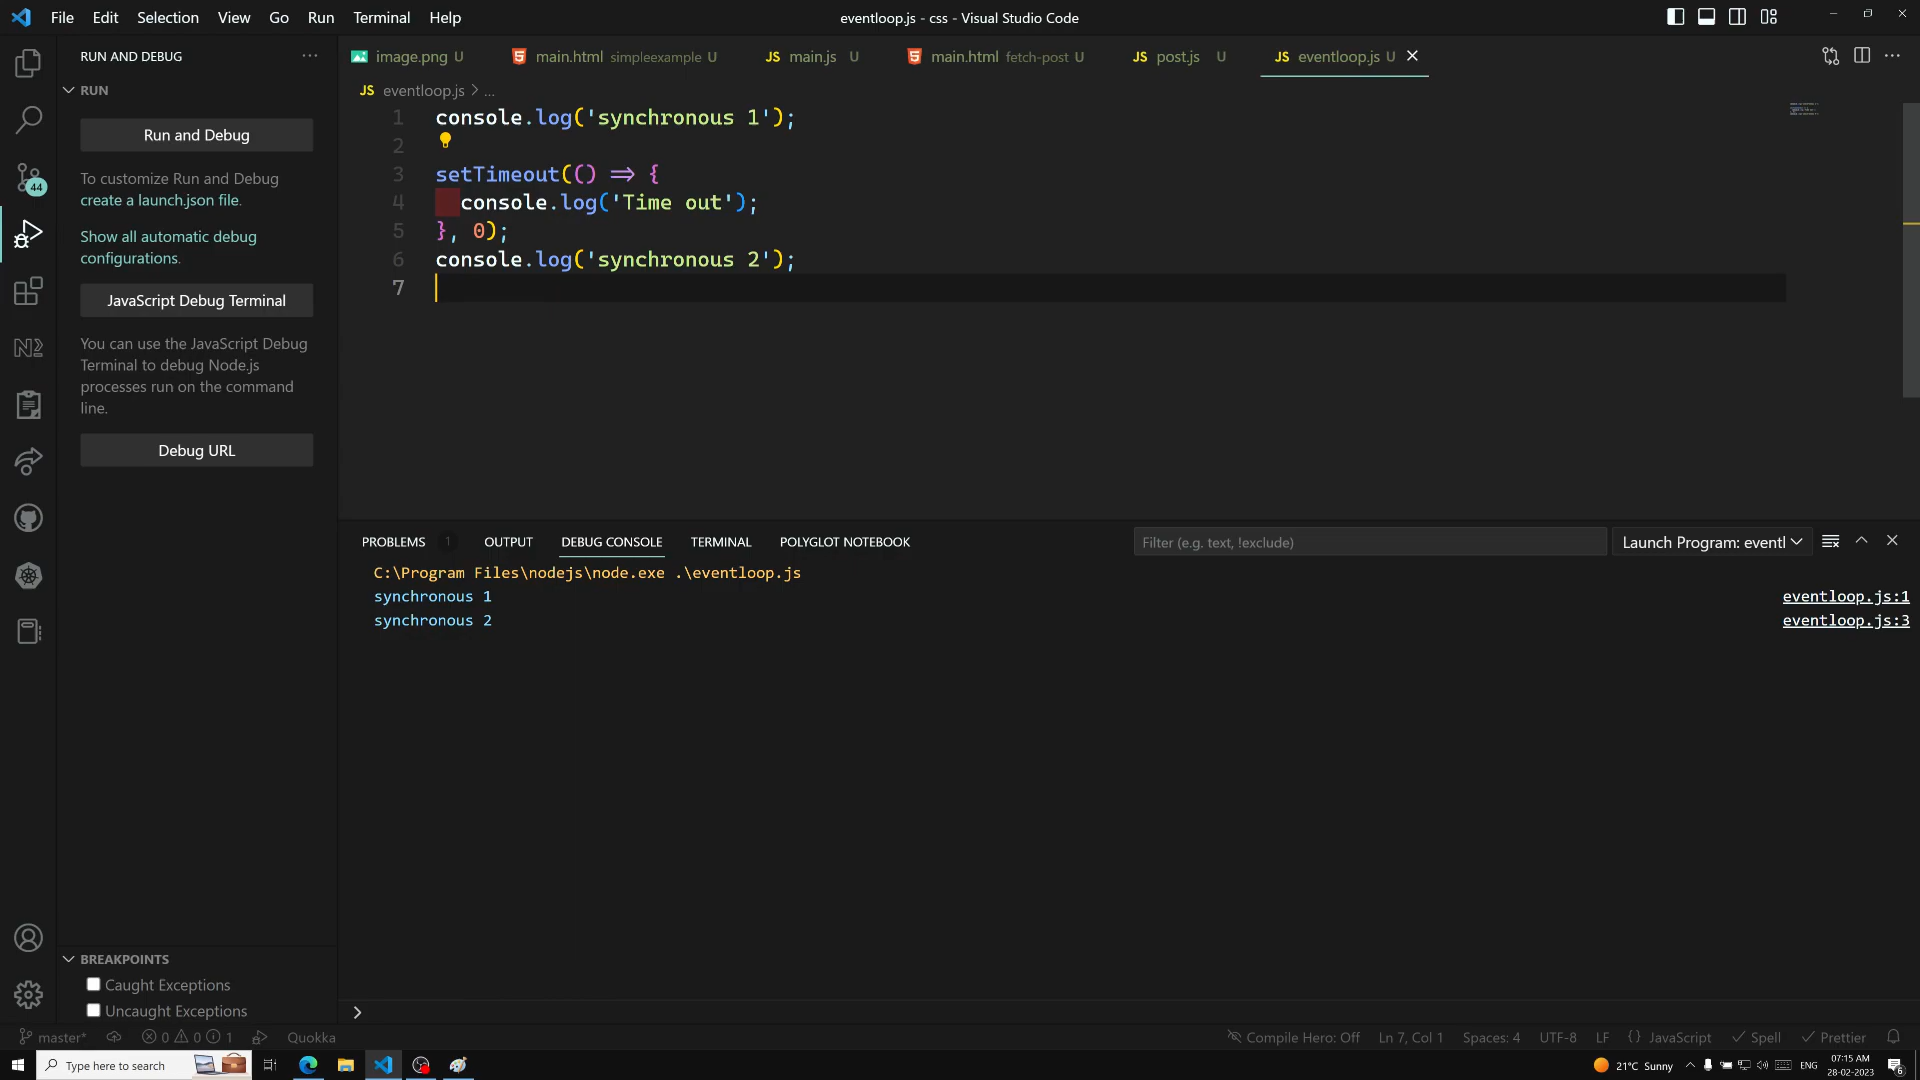 File Edit Selection View Go Run Terminal Help
eventloop.js - css - Visual Studio Code
RUN AND DEBUG
image.png U
main.html simpleexample U
JS main.js U
main.html fetch-post U
JS post.js U
JS eventloop.js U
RUN
JS eventloop.js > ...
Run and Debug
To customize Run and Debug
create a launch.json file.
Show all automatic debug
configurations.
JavaScript Debug Terminal
You can use the JavaScript Debug
Terminal to debug Node.js
processes run on the command
line.
Debug URL
44
1 console.log('synchronous 1');
2
3 setTimeout(() => {
4 console.log('Time out');
5 }, 0);
6 console.log('synchronous 2');
7
PROBLEMS 1 OUTPUT DEBUG CONSOLE TERMINAL POLYGLOT NOTEBOOK
Filter (e.g. text, !exclude)
Launch Program: eventl
C:\Program Files\nodejs\node.exe .\eventloop.js
synchronous 1 eventloop.js:1
synchronous 2 eventloop.js:3
BREAKPOINTS
Caught Exceptions
Uncaught Exceptions
master* 0 0 1 Quokka
Compile Hero: Off Ln 7, Col 1 Spaces: 4 UTF-8 LF {} JavaScript Spell Prettier
Type here to search
21°C Sunny ENG
07:15 AM
28-02-2023
6